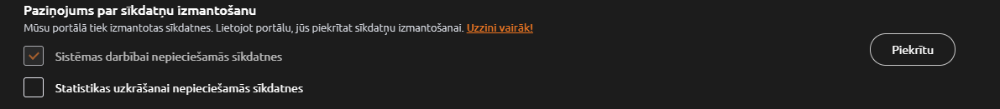 Paziņojums par sīkdatņu izmantošanu
Mūsu portālā tiek izmantotas sīkdatnes. Lietojot portālu, jūs piekrītat sīkdatņu izmantošanai. Uzzini vairāk!
Sistēmas darbībai nepieciešamās sīkdatnes
Piekrītu
Statistikas uzkrāšanai nepieciešamās sīkdatnes